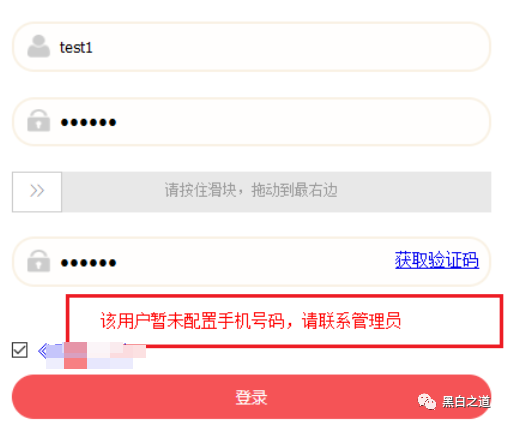 test1
••••••
请按住滑块，拖动到最右边
•••••• 获取验证码
该用户暂未配置手机号码，请联系管理员
《
登录
黑白之道